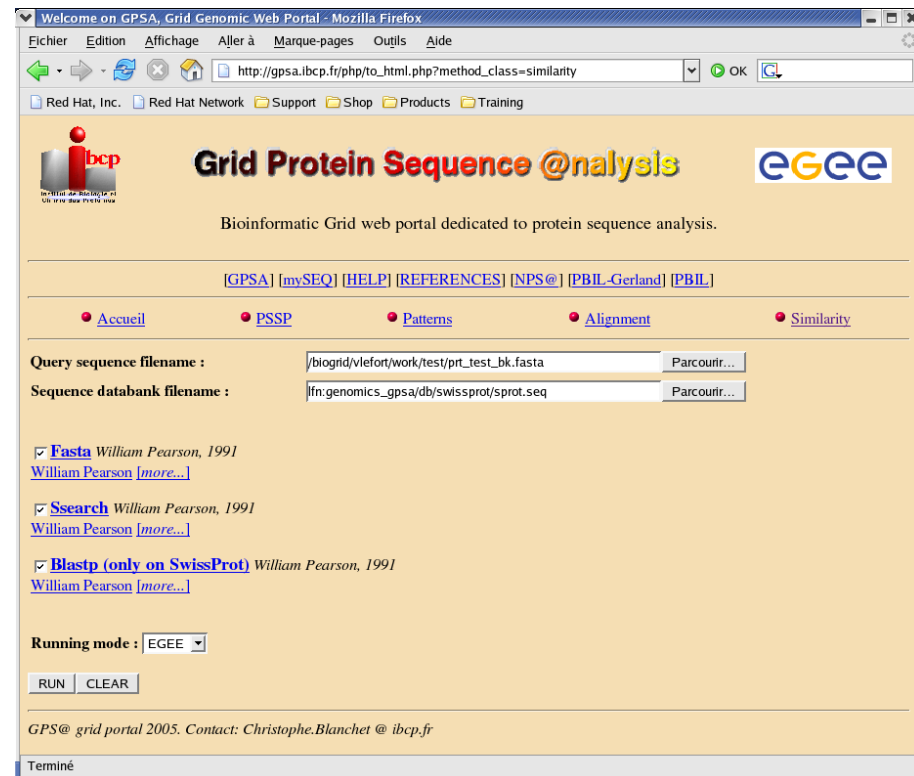 Welcome on GPSA, Grid Genomic Web Portal - Mozilla Firefox
Fichier Edition Affichage Aller à Marque-pages Outils Aide
http://gpsa.ibcp.fr/php/to_html.php?method_class=similarity OK G
Red Hat, Inc. Red Hat Network Support Shop Products Training
ibcp
Grid Protein Sequence @nalysis
eGee
Bioinformatic Grid web portal dedicated to protein sequence analysis.
[GPSA] [mySEQ] [HELP] [REFERENCES] [NPS@] [PBIL-Gerland] [PBIL]
Accueil PSSP Patterns Alignment Similarity
Query sequence filename : /biogrid/vlefort/work/test/prt_test_bk.fasta Parcourir...
Sequence databank filename : lfn:genomics_gpsa/db/swissprot/sprot.seq Parcourir...
Fasta William Pearson, 1991
William Pearson [more...]
Ssearch William Pearson, 1991
William Pearson [more...]
Blastp (only on SwissProt) William Pearson, 1991
William Pearson [more...]
Running mode : EGEE
RUN CLEAR
GPS@ grid portal 2005. Contact: Christophe.Blanchet @ ibcp.fr
Terminé